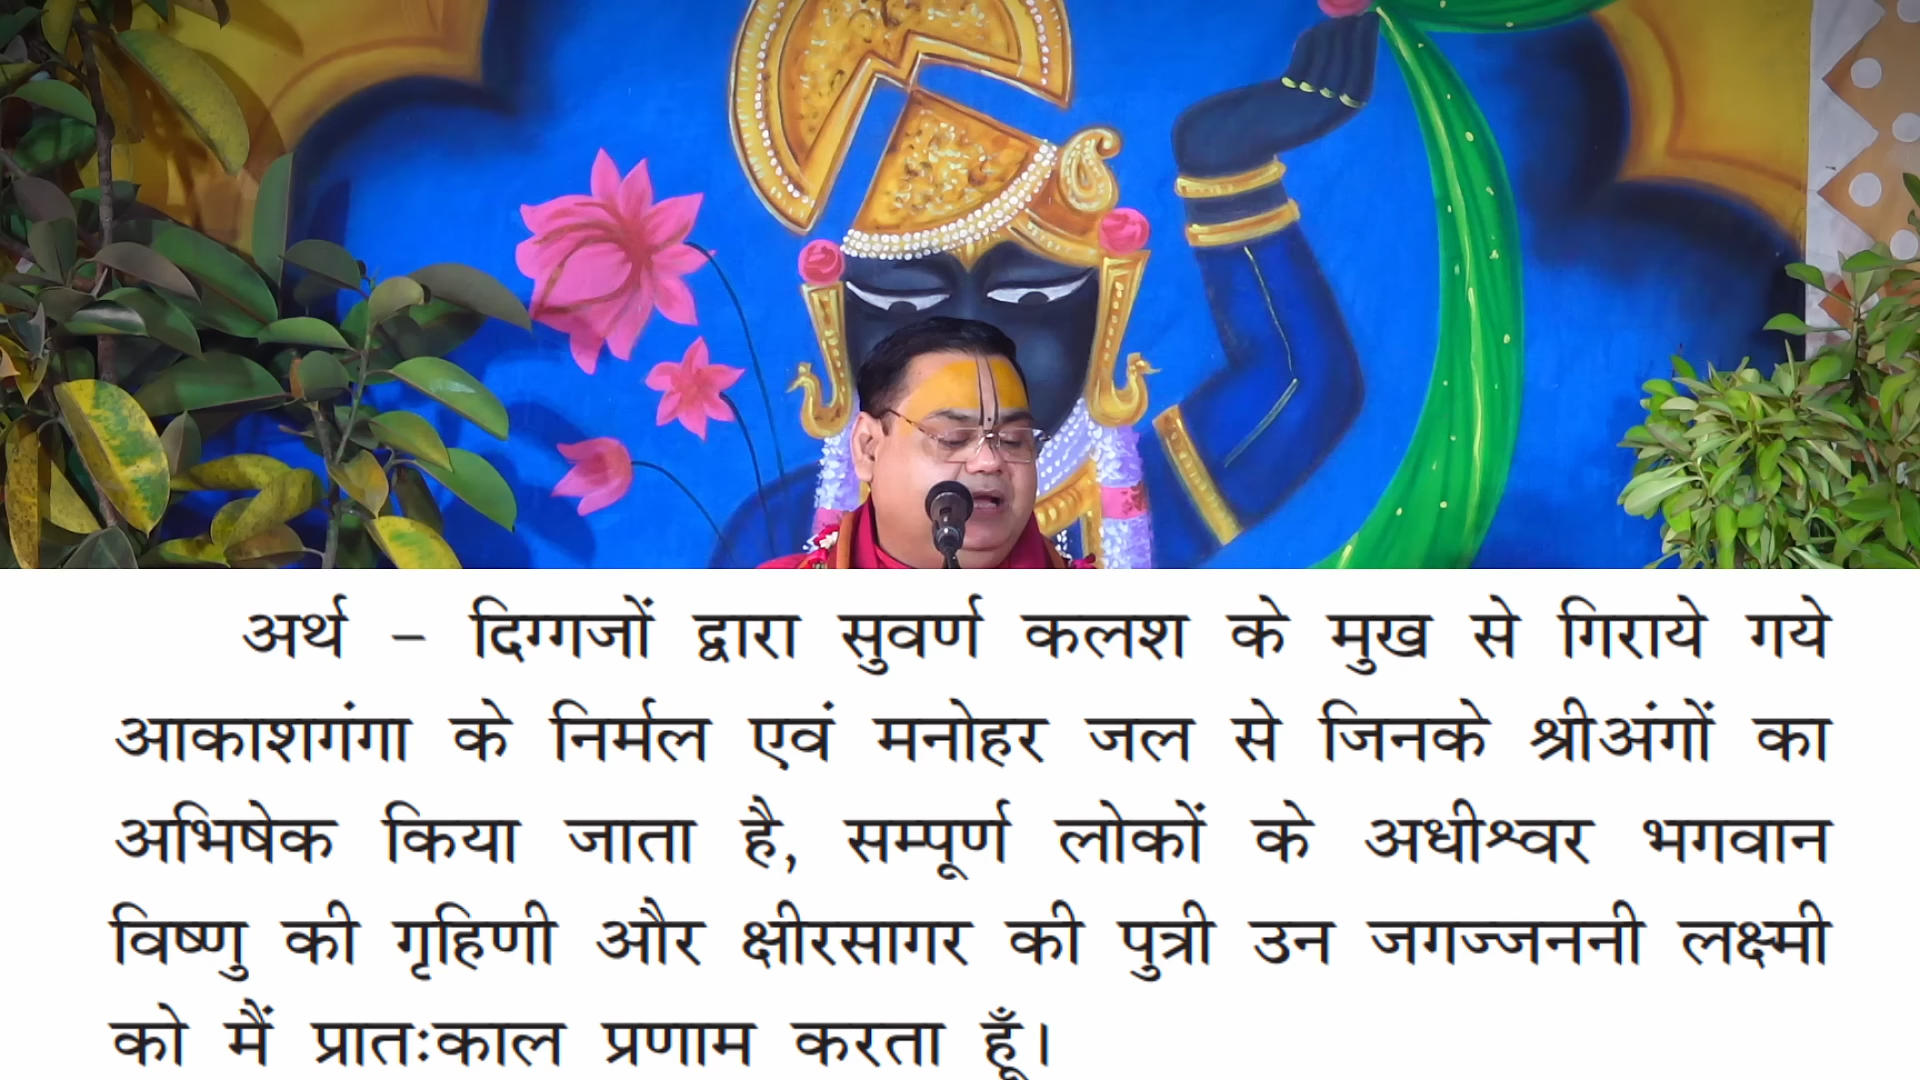 अर्थ – दिग्गजों द्वारा सुवर्ण कलश के मुख से गिराये गये
आकाशगंगा के निर्मल एवं मनोहर जल से जिनके श्रीअंगों का
अभिषेक किया जाता है, सम्पूर्ण लोकों के अधीश्वर भगवान
विष्णु की गृहिणी और क्षीरसागर की पुत्री उन जगज्जननी लक्ष्मी
को मैं प्रातःकाल प्रणाम करता हूँ।